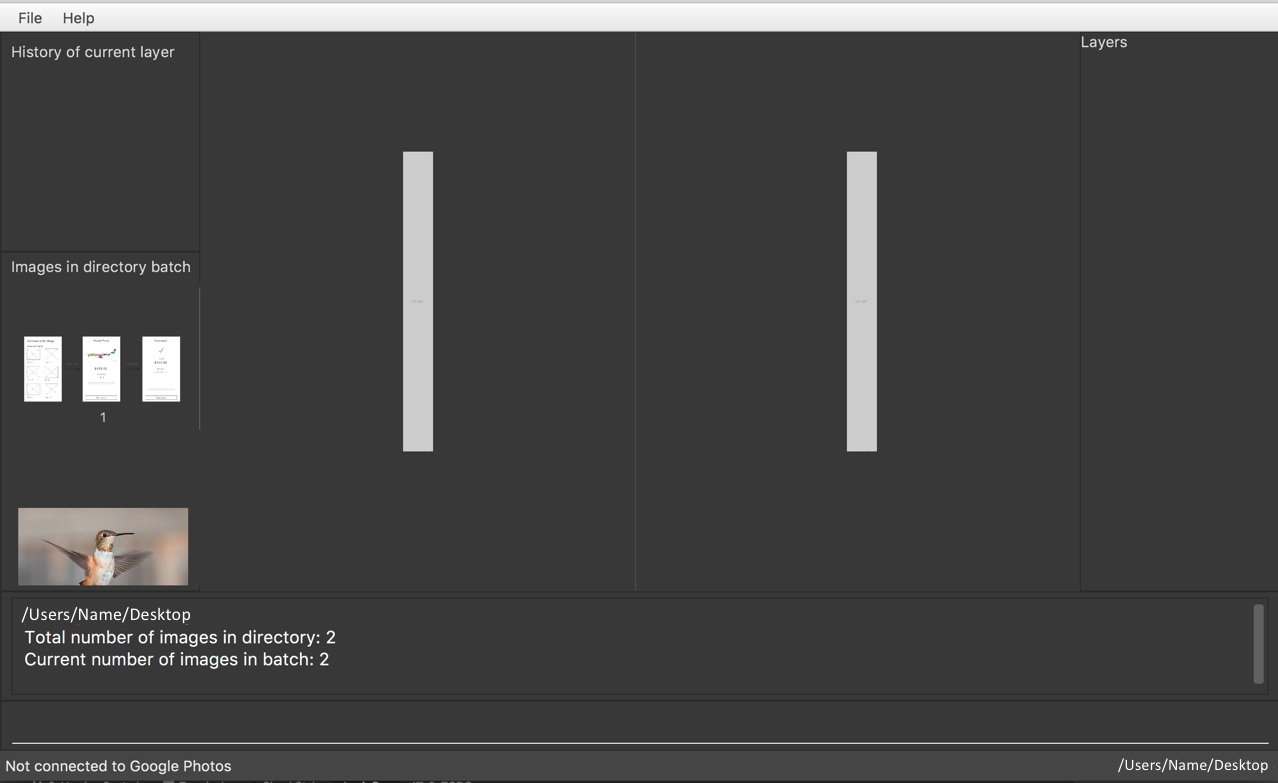 File Help
History of current layer
Layers
Images in directory batch
1
/Users/Name/Desktop
Total number of images in directory: 2
Current number of images in batch: 2
Not connected to Google Photos
/Users/Name/Desktop